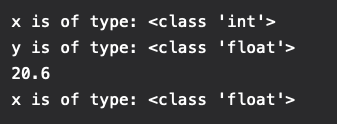 x is of type: <class 'int'>
y is of type: <class 'float'>
20.6
x is of type: <class 'float'>